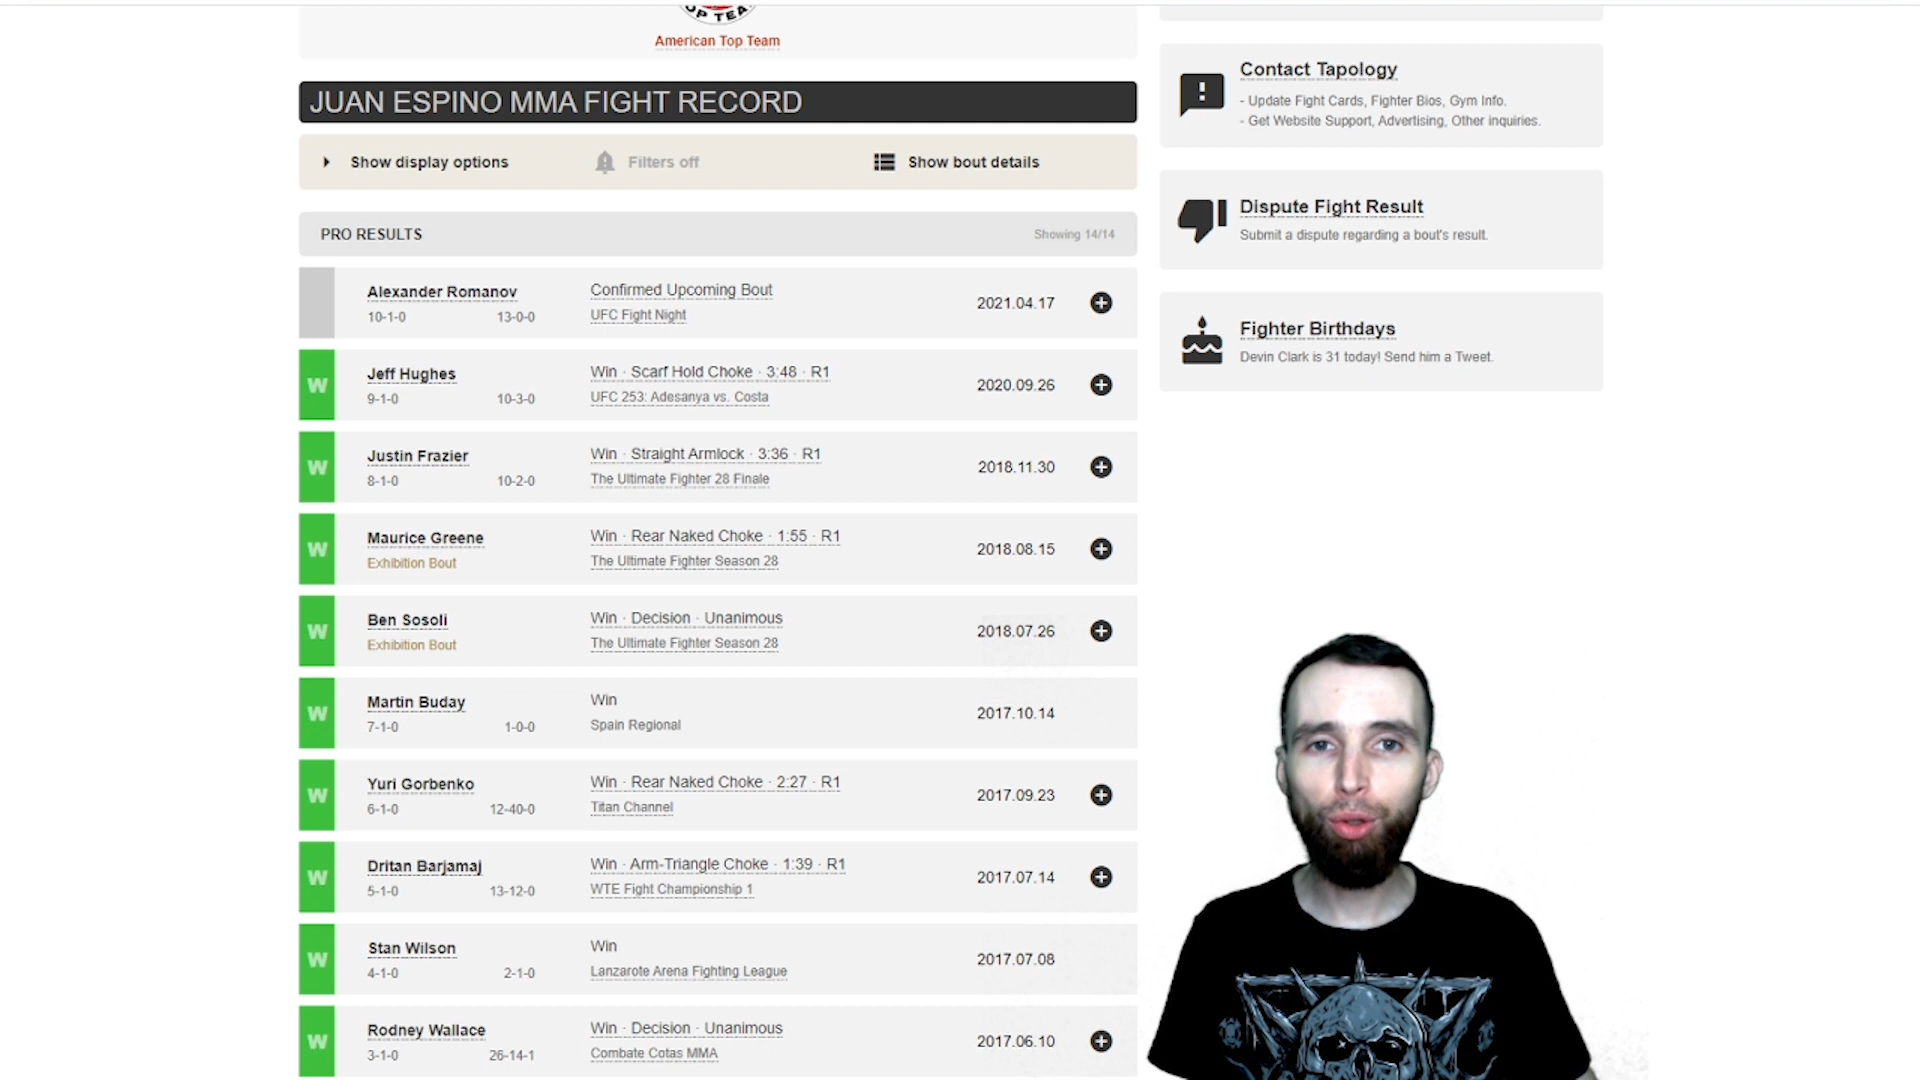 TOP TEAM
American Top Team
JUAN ESPINO MMA FIGHT RECORD
Show display options
Filters off
Show bout details
PRO RESULTS
Showing 14/14
Alexander Romanov
10-1-0
13-0-0
Confirmed Upcoming Bout
UFC Fight Night
2021.04.17
W
Jeff Hughes
9-1-0
10-3-0
Win · Scarf Hold Choke · 3:48 · R1
UFC 253: Adesanya vs. Costa
2020.09.26
W
Justin Frazier
8-1-0
10-2-0
Win · Straight Armlock · 3:36 · R1
The Ultimate Fighter 28 Finale
2018.11.30
W
Maurice Greene
Exhibition Bout
Win · Rear Naked Choke · 1:55 · R1
The Ultimate Fighter Season 28
2018.08.15
W
Ben Sosoli
Exhibition Bout
Win · Decision · Unanimous
The Ultimate Fighter Season 28
2018.07.26
W
Martin Buday
7-1-0
1-0-0
Win
Spain Regional
2017.10.14
W
Yuri Gorbenko
6-1-0
12-40-0
Win · Rear Naked Choke · 2:27 · R1
Titan Channel
2017.09.23
W
Dritan Barjamaj
5-1-0
13-12-0
Win · Arm-Triangle Choke · 1:39 · R1
WTE Fight Championship 1
2017.07.14
W
Stan Wilson
4-1-0
2-1-0
Win
Lanzarote Arena Fighting League
2017.07.08
W
Rodney Wallace
3-1-0
26-14-1
Win · Decision · Unanimous
Combate Cotas MMA
2017.06.10
Contact Tapology
- Update Fight Cards, Fighter Bios, Gym Info.
- Get Website Support, Advertising, Other inquiries.
Dispute Fight Result
Submit a dispute regarding a bout's result.
Fighter Birthdays
Devin Clark is 31 today! Send him a Tweet.